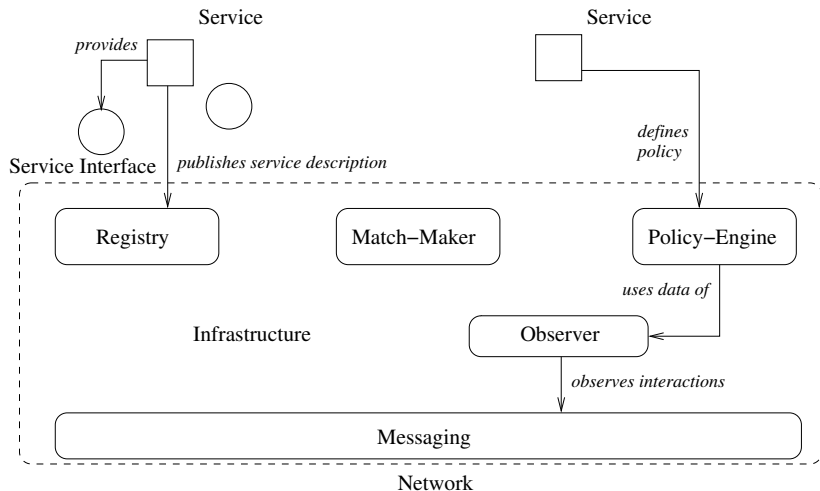 Service
Service
provides
Service Interface
publishes service description
defines
policy
Registry
Match−Maker
Policy−Engine
uses data of
Infrastructure
Observer
observes interactions
Messaging
Network